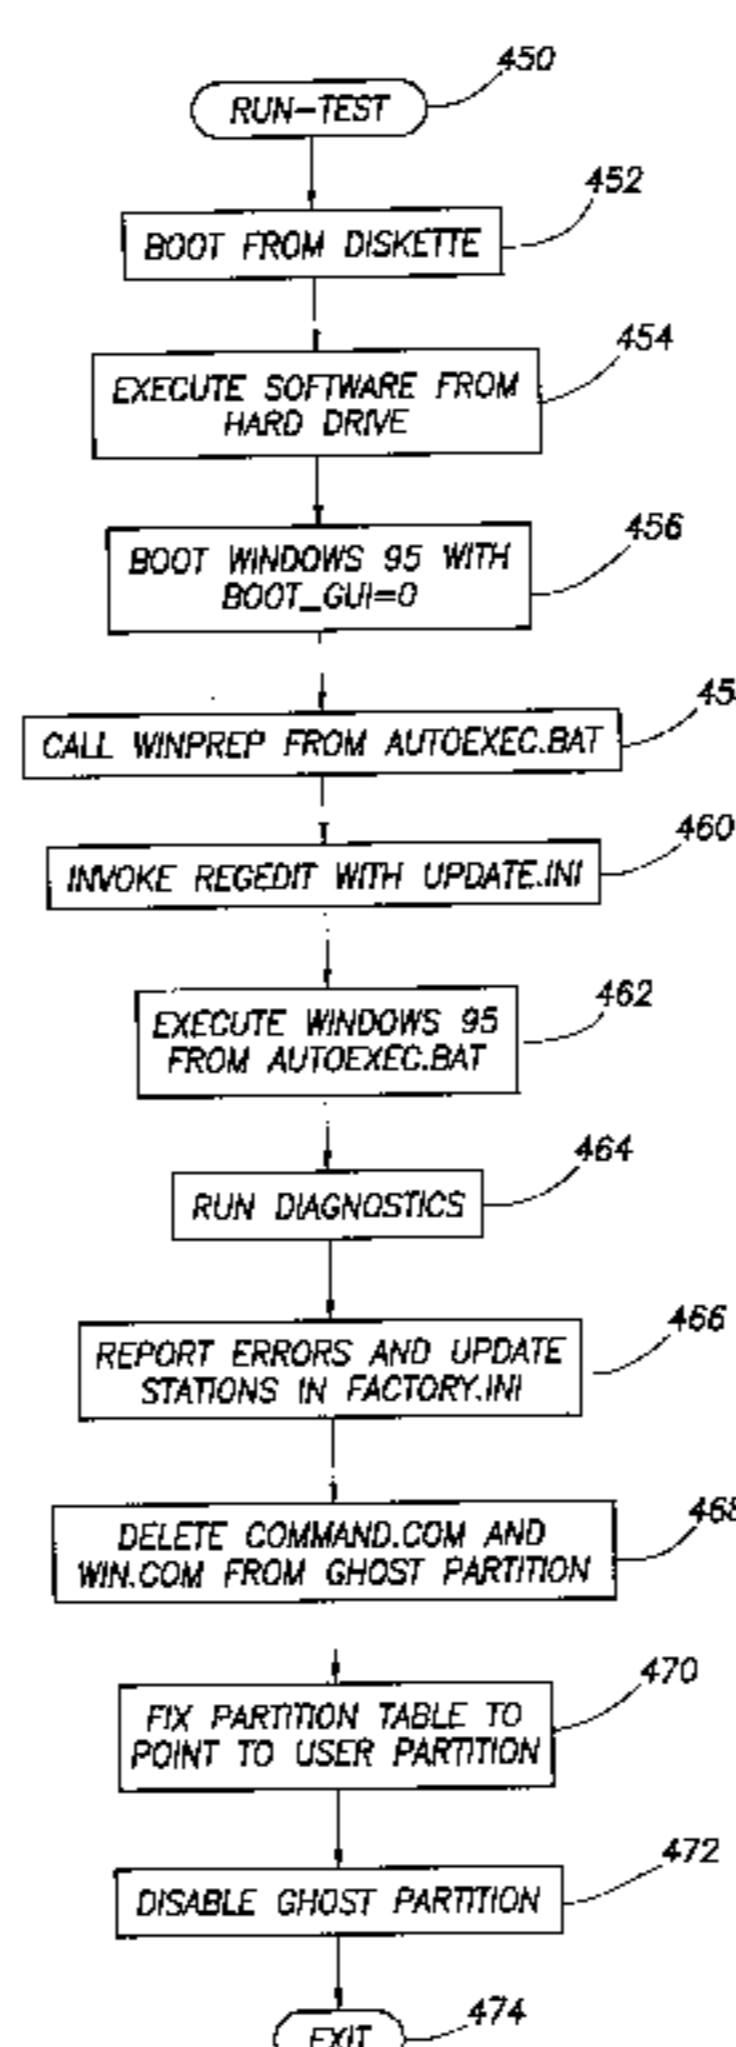 450
RUN-TEST
452
BOOT FROM DISKETTE
454
EXECUTE SOFTWARE FROM
HARD DRIVE
456
BOOT WINDOWS 95 WITH
BOOT_GUI=0
45
CALL WINPREP FROM AUTOEXEC.BAT
460
INVOKE REGEDIT WITH UPDATE.INI
462
EXECUTE WINDOWS 95
FROM AUTOEXEC.BAT
464
RUN DIAGNOSTICS
466
REPORT ERRORS AND UPDATE
STATIONS IN FACTORY.INI
468
DELETE COMMAND.COM AND
WIN.COM FROM GHOST PARTITION
470
FIX PARTITION TABLE TO
POINT TO USER PARTITION
472
DISABLE GHOST PARTITION
474
EXIT